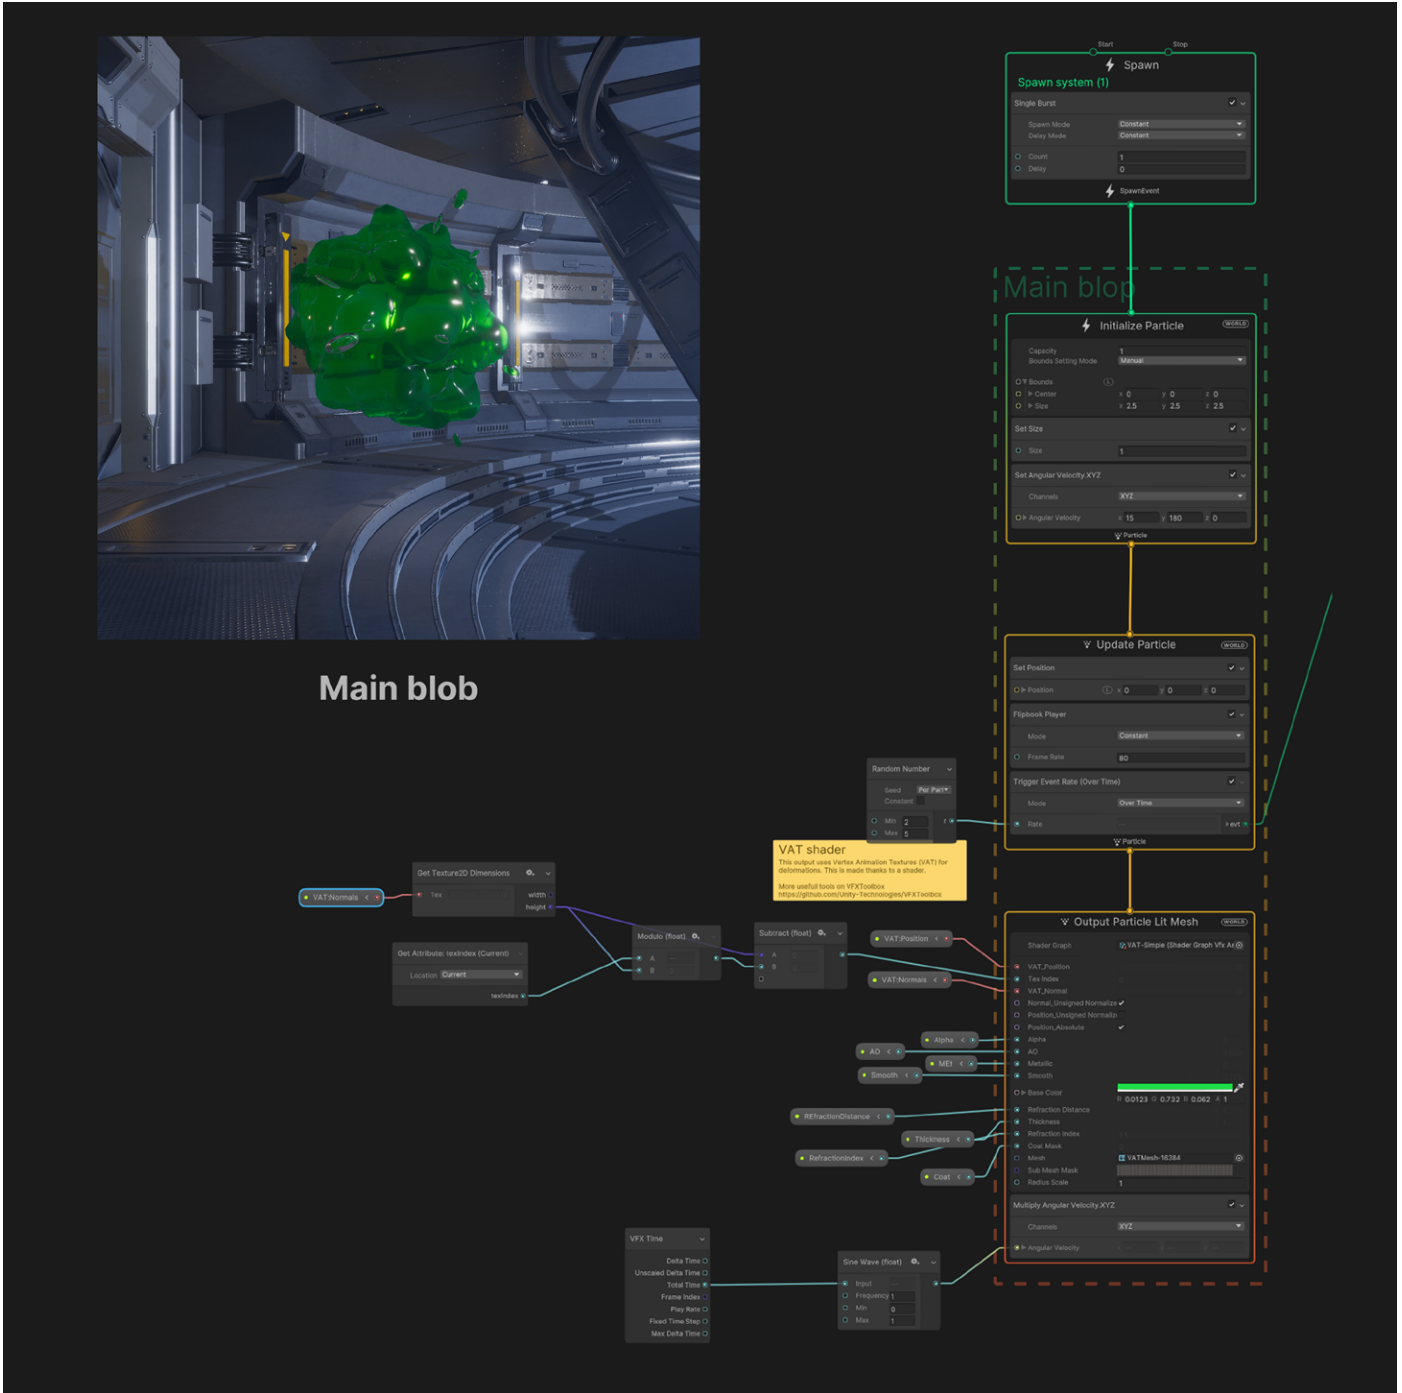 Start
Stop
Spawn
Spawn system (1)
Single Burst
Spawn Mode Constant
Delay Mode Constant
Count 1
Delay 0
SpawnEvent
Main blop
Initialize Particle WORLD
Capacity 1
Bounds Setting Mode Manual
Bounds L
Center x 0 y 0 z 0
Size x 2.5 y 2.5 z 2.5
Set Size
Size 1
Set Angular Velocity.XYZ
Channels XYZ
Angular Velocity x 15 y 180 z 0
Particle
Update Particle WORLD
Set Position
Position L x 0 y 0 z 0
Flipbook Player
Mode Constant
Frame Rate 80
Trigger Event Rate (Over Time)
Mode Over Time
Rate evt
Particle
Main blob
Random Number
Seed Per Part
Constant
Min 2 r
Max 5
VAT shader
This output uses Vertex Animation Textures (VAT) for
deformations. This is made thanks to a shader.
More usefull tools on VFXToolbox
https://github.com/Unity-Technologies/VFXToolbox
VAT:Normals
Get Texture2D Dimensions
Tex
width
height
Get Attribute: texIndex (Current)
Location Current
texIndex
Modulo (float)
A
B
Subtract (float)
A
B
VAT:Position
VAT:Normals
Alpha
AO
MEt
Smooth
REfractionDistance
Thickness
RefractionIndex
Coat
Output Particle Lit Mesh WORLD
Shader Graph VAT-Simple (Shader Graph Vfx As
VAT_Position
Tex Index
VAT_Normal
Normal_Unsigned Normalize
Position_Unsigned Normaliz
Position_Absolute
Alpha
AO
Metallic
Smooth
Base Color
R 0.0123 G 0.732 B 0.062 A 1
Refraction Distance
Thickness
Refraction Index
Coat Mask
Mesh VATMesh-16384
Sub Mesh Mask
Radius Scale 1
Multiply Angular Velocity.XYZ
Channels XYZ
Angular Velocity
VFX Time
Delta Time
Unscaled Delta Time
Total Time
Frame Index
Play Rate
Fixed Time Step
Max Delta Time
Sine Wave (float)
Input
Frequency 1
Min 0
Max 1